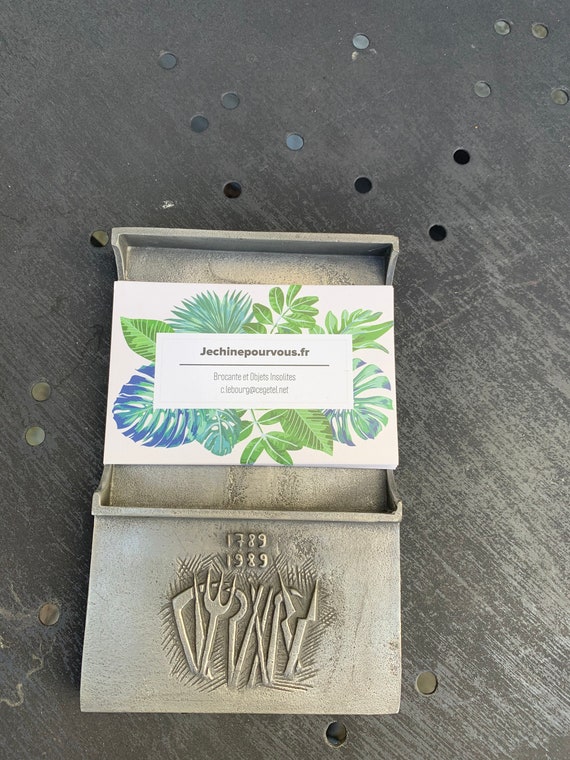 Jechinepourvous.fr
Brocante et Objets Insolites
c.lebourg@cegetel.net
1789
1989